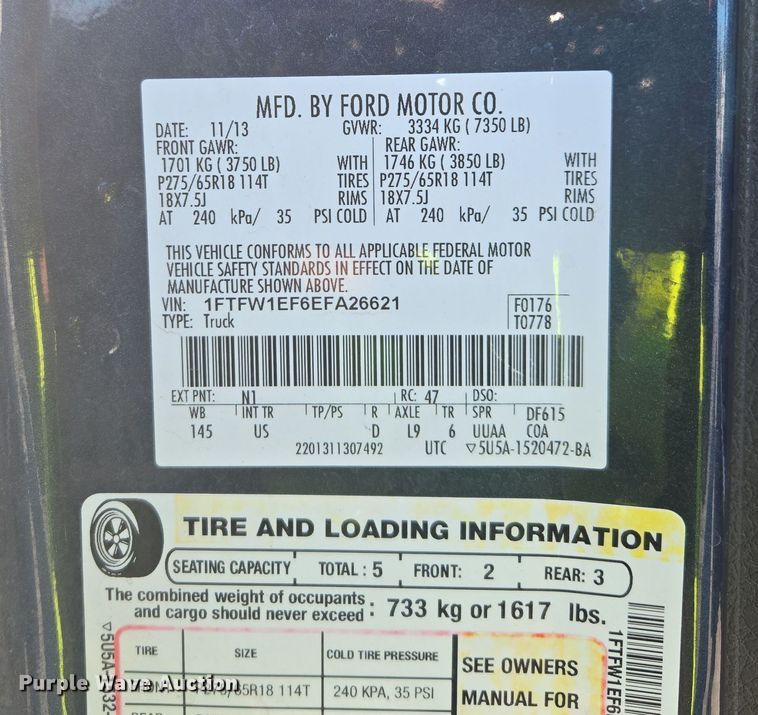 MFD. BY FORD MOTOR CO.
DATE: 11/13 GVWR: 3334 KG ( 7350 LB)
FRONT GAWR: REAR GAWR:
1701 KG ( 3750 LB) WITH 1746 KG ( 3850 LB) WITH
P275/65R18 114T TIRES P275/65R18 114T TIRES
18X7.5J RIMS 18X7.5J RIMS
AT 240 kPa/ 35 PSI COLD AT 240 kPa/ 35 PSI COLD
THIS VEHICLE CONFORMS TO ALL APPLICABLE FEDERAL MOTOR
VEHICLE SAFETY STANDARDS IN EFFECT ON THE DATE OF
MANUFACTURE SHOWN ABOVE.
VIN: 1FTFW1EF6EFA26621 F0176
TYPE: Truck T0778
EXT PNT: N1 RC: 47 DSO:
WB INT TR TP/PS R AXLE TR SPR DF615
145 US D L9 6 UUAA COA
2201311307492 UTC ▽5U5A-1520472-BA
TIRE AND LOADING INFORMATION
SEATING CAPACITY TOTAL : 5 FRONT: 2 REAR: 3
The combined weight of occupants
and cargo should never exceed : 733 kg or 1617 lbs.
TIRE SIZE COLD TIRE PRESSURE SEE OWNERS
65R18 114T 240 KPA, 35 PSI MANUAL FOR
▽5U5A
1FTFW1EF6
Purple Wave Auction